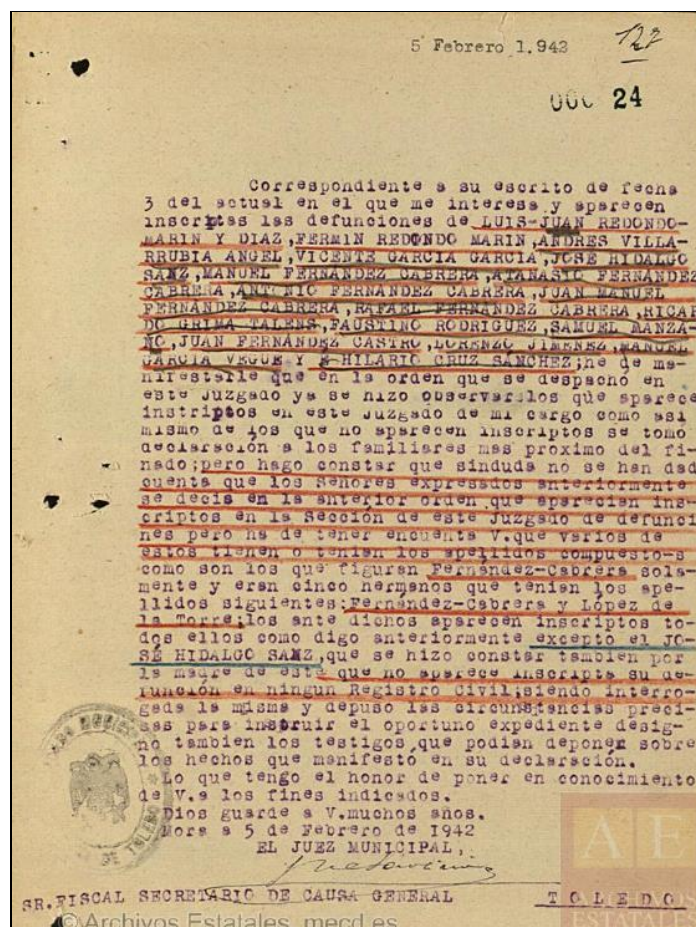 5 Febrero 1.942 127
000 24
Correspondiente a su escrito de fecha
3 del actual en el que me interesa y aparecen
inscriptas las defunciones de LUIS-JUAN REDONDO-
MARIN Y DIAZ,FERMIN REDONDO MARIN,ANDRES VILLA-
RRUBIA ANGEL,VICENTE GARCIA GARCIA,JOSE HIDALGO
SANZ,MANUEL FERNANDEZ CABRERA,ATANASIO FERNANDEZ
CABRERA,ANTONIO FERNANDEZ CABRERA,JUAN MANUEL
FERNANDEZ CABRERA,RAFAEL FERNANDEZ CABRERA,RICAR
DO GRIMA TALENS,FAUSTINO RODRIGUEZ,SAMUEL MANZA-
NO,JUAN FERNANDEZ CASTRO,LORENZO JIMENEZ,MANUEL
GARCIA VEGUE Y HILARIO CRUZ SANCHEZ;he de ma-
nifestarle que en la orden que se despachó en
este Juzgado ya se hizo observar los que aparece
instriptos en este Juzgado de mi cargo como asi
mismo de los que no aparecen inscriptos se tomo
declaración a los familiares mas proximo del fi-
nado;pero hago constar que sinduda no se han dad
cuenta que los Señores expresados anteriormente
se decis en la anterior orden que aparecian ins-
criptos en la Sección de este Juzgado de defunci
nes pero ha de tener encuenta V.que varios de
estos tienen o tenian los apellidos compuesto-s
como son los que figuran Fernandez-Cabrera sola-
mente y eran cinco hermanos que tenian los ape-
llidos siguientes:Fernández-Cabrera y López de
la Torre;los ante dichos aparecen inscriptos to-
dos ellos como digo anteriormente excepto el JO-
SÉ HIDALGO SANZ,que se hizo constar tambien por
la madre de este que no aparece inscripta su de-
función en ningun Registro Civil;siendo interro-
gada la misma y depuso las circunstancias preci-
sas para instruir el oportuno expediente desig-
no tambien los testigos,que podian deponer sobre
los hechos que manifestó en su declaración.
Lo que tengo el honor de poner en conocimiento
de V.a los fines indicados.
Dios guarde a V.muchos años.
Mora a 5 de Febrero de 1942
EL JUEZ MUNICIPAL,
SR.FISCAL SECRETARIO DE CAUSA GENERAL TOLEDO
DE TOLEDO
AE
ARCHIVOS
ESTATALES
©Archivos Estatales, mecd.es